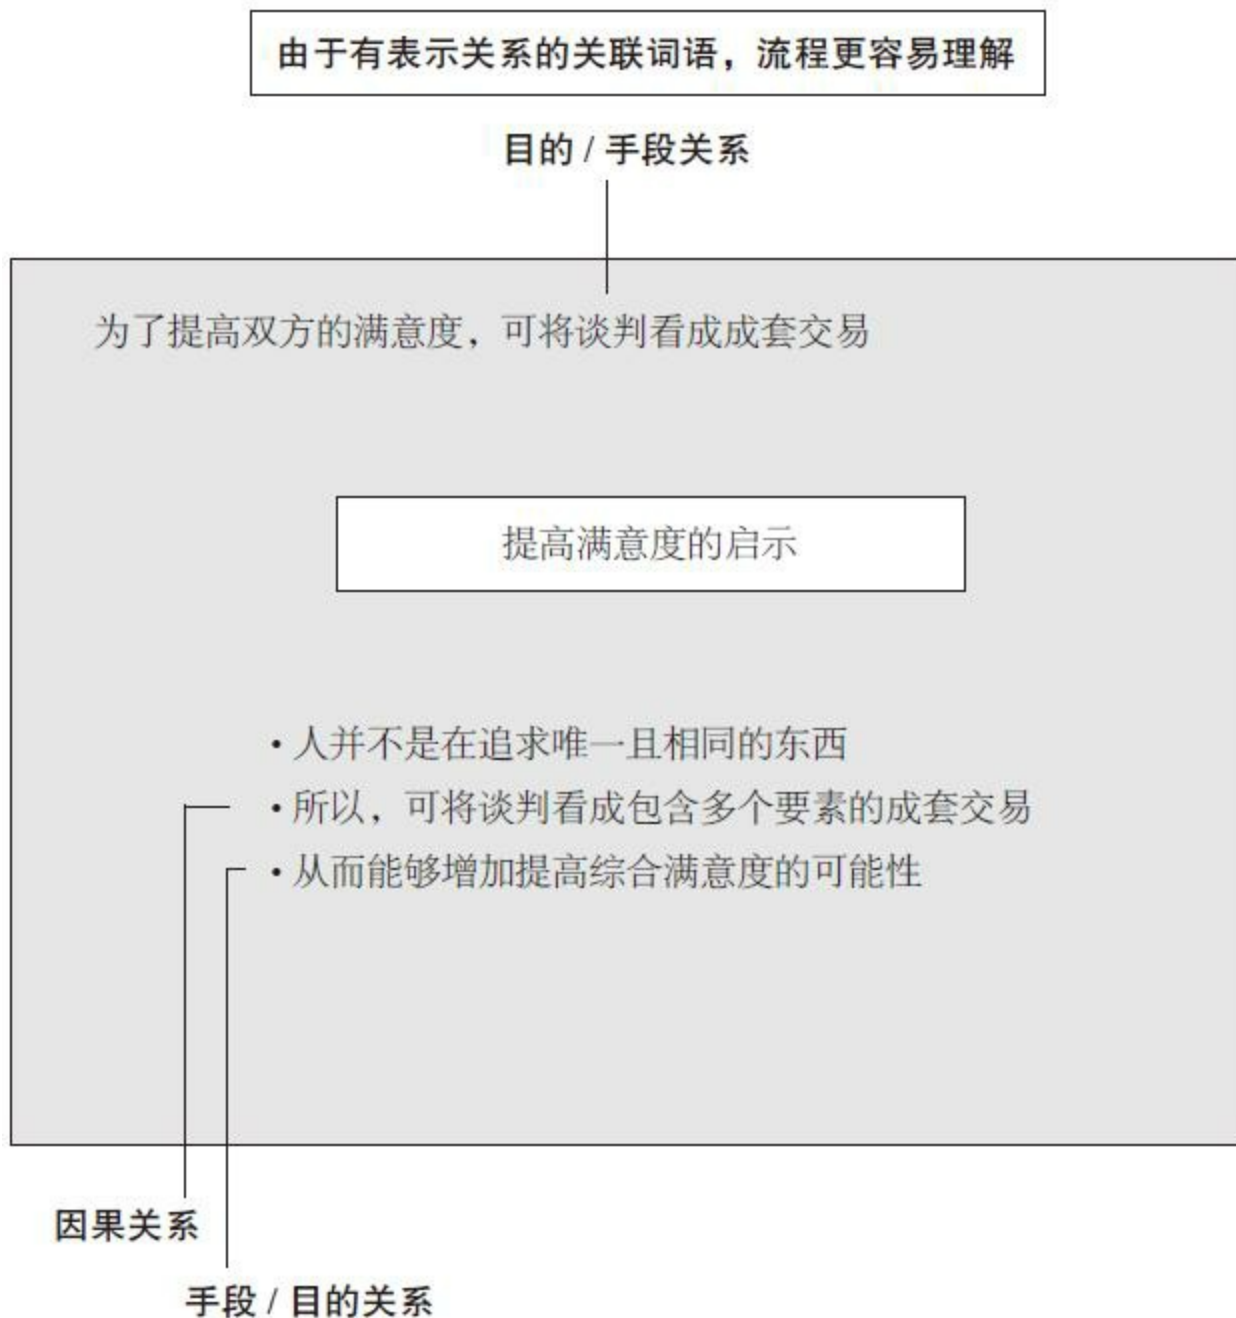 由于有表示关系的关联词语，流程更容易理解
目的 / 手段关系
为了提高双方的满意度，可将谈判看成成套交易
提高满意度的启示
• 人并不是在追求唯一且相同的东西
• 所以，可将谈判看成包含多个要素的成套交易
• 从而能够增加提高综合满意度的可能性
因果关系
手段 / 目的关系